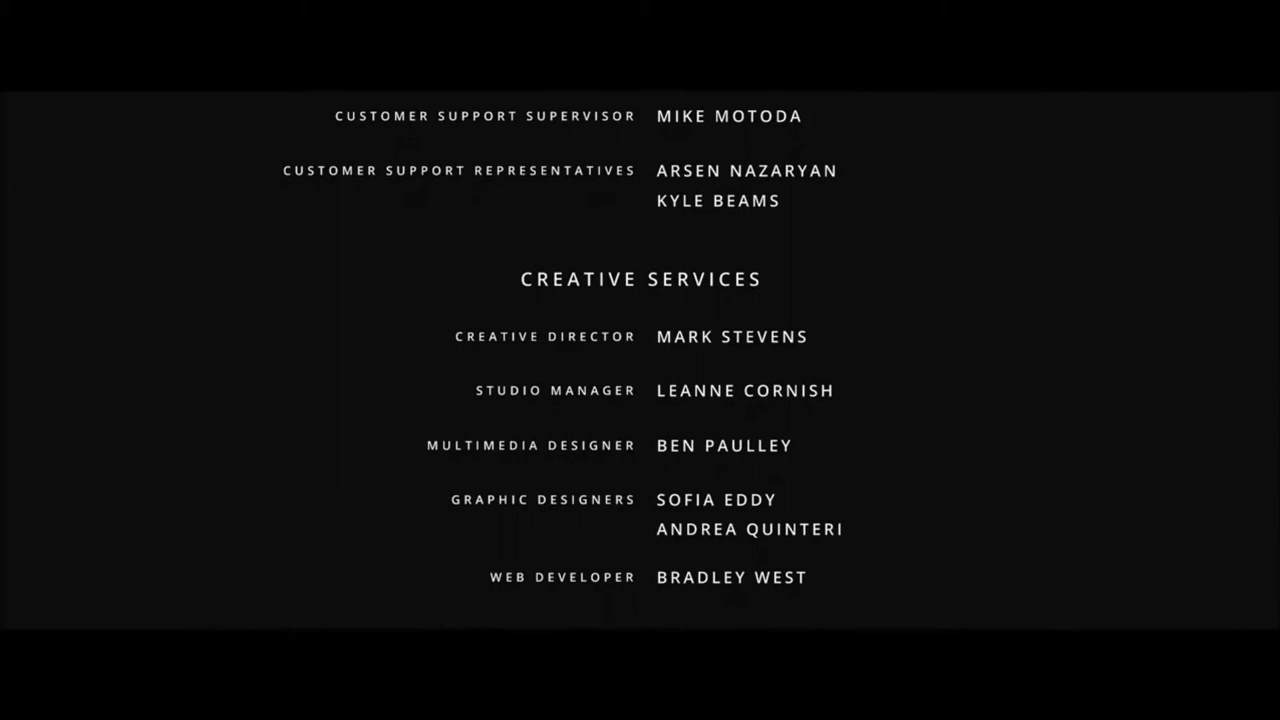 CUSTOMER SUPPORT SUPERVISOR MIKE MOTODA
CUSTOMER SUPPORT REPRESENTATIVES ARSEN NAZARYAN
KYLE BEAMS
CREATIVE SERVICES
CREATIVE DIRECTOR MARK STEVENS
STUDIO MANAGER LEANNE CORNISH
MULTIMEDIA DESIGNER BEN PAULLEY
GRAPHIC DESIGNERS SOFIA EDDY
ANDREA QUINTERI
WEB DEVELOPER BRADLEY WEST